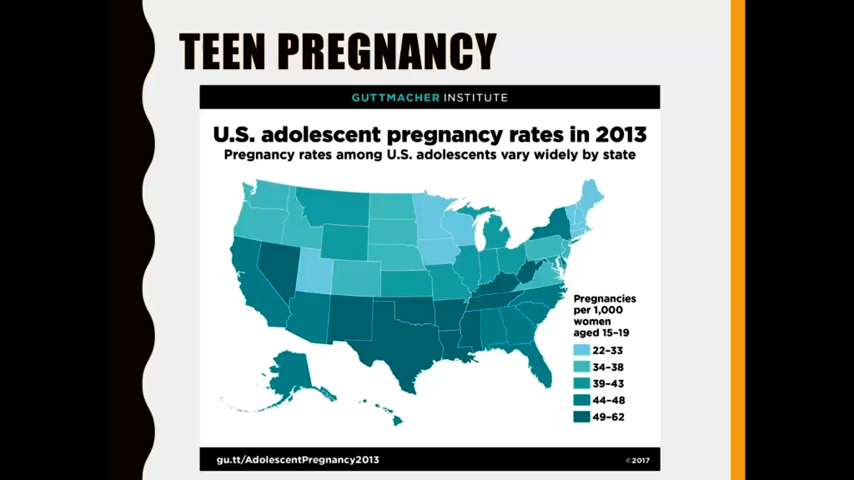 TEEN PREGNANCY
GUTTMACHER INSTITUTE
U.S. adolescent pregnancy rates in 2013
Pregnancy rates among U.S. adolescents vary widely by state
Pregnancies
per 1,000
women
aged 15–19
22–33
34–38
39–43
44–48
49–62
gu.tt/AdolescentPregnancy2013
©2017